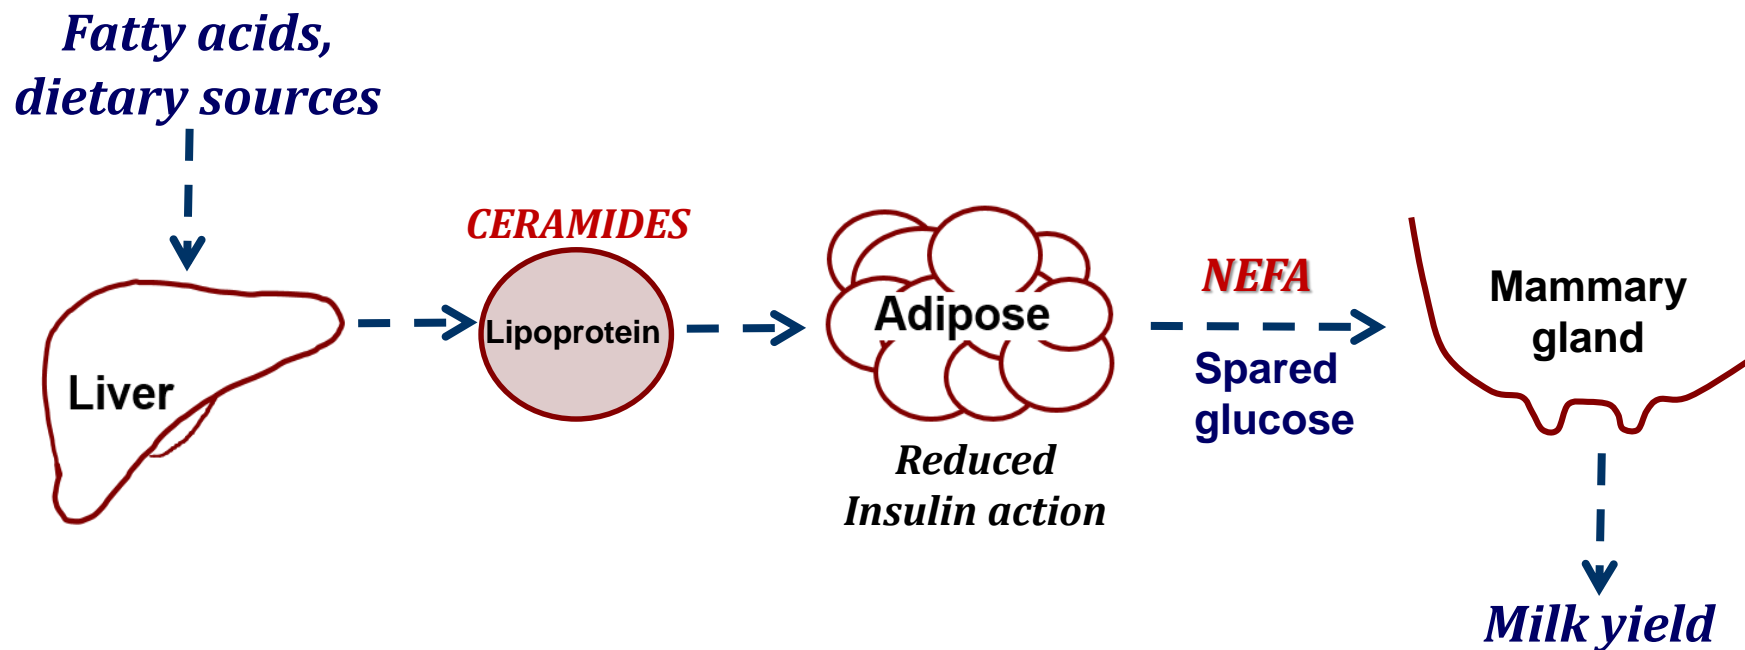 Fatty acids,
dietary sources
CERAMIDES
Liver
Lipoprotein
Adipose
Reduced
Insulin action
NEFA
Spared
glucose
Mammary
gland
Milk yield